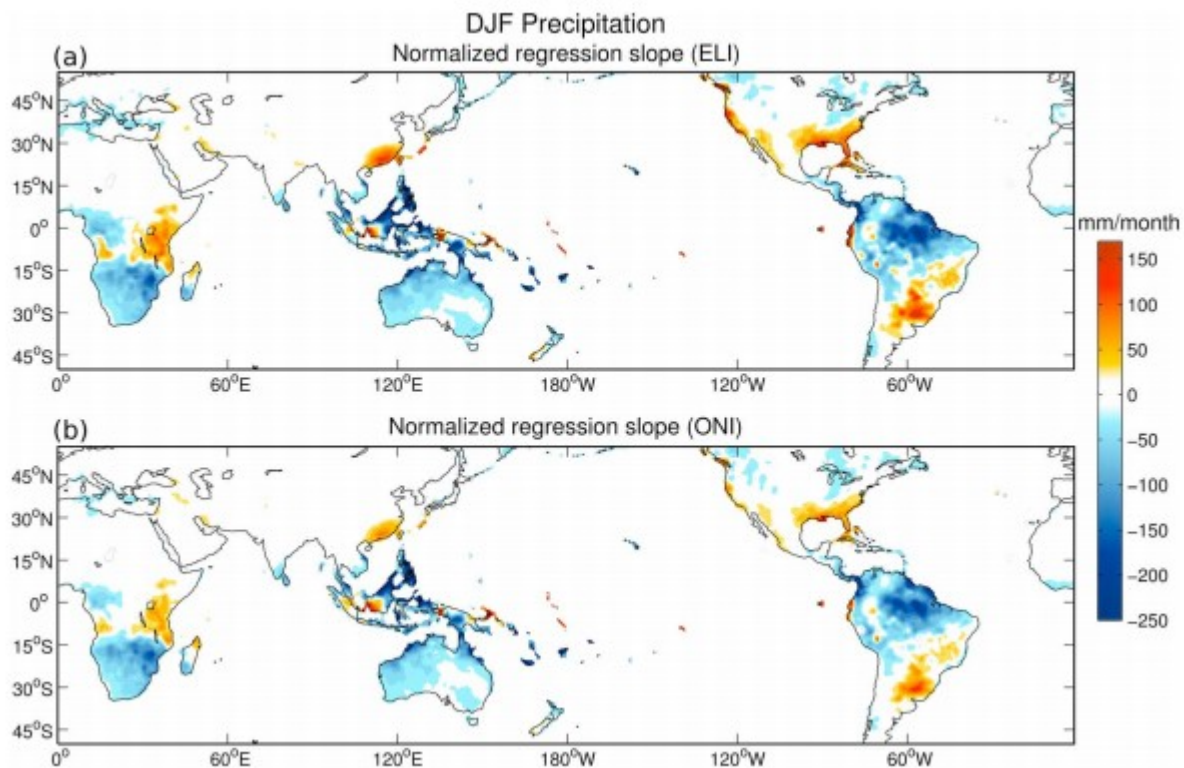 DJF Precipitation
(a)
Normalized regression slope (ELI)
45°N
30°N
15°N
0°
15°S
30°S
45°S
0°
60°E
120°E
180°W
120°W
60°W
mm/month
150
100
50
0
−50
−100
−150
−200
−250
(b)
Normalized regression slope (ONI)
45°N
30°N
15°N
0°
15°S
30°S
45°S
0°
60°E
120°E
180°W
120°W
60°W